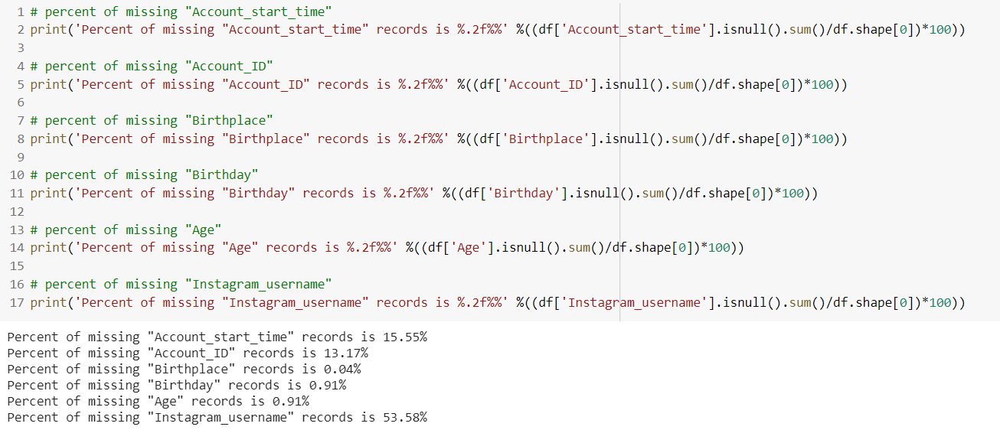 1 # percent of missing "Account_start_time"
2 print('Percent of missing "Account_start_time" records is %.2f%%' %((df['Account_start_time'].isnull().sum()/df.shape[0])*100))
3
4 # percent of missing "Account_ID"
5 print('Percent of missing "Account_ID" records is %.2f%%' %((df['Account_ID'].isnull().sum()/df.shape[0])*100))
6
7 # percent of missing "Birthplace"
8 print('Percent of missing "Birthplace" records is %.2f%%' %((df['Birthplace'].isnull().sum()/df.shape[0])*100))
9
10 # percent of missing "Birthday"
11 print('Percent of missing "Birthday" records is %.2f%%' %((df['Birthday'].isnull().sum()/df.shape[0])*100))
12
13 # percent of missing "Age"
14 print('Percent of missing "Age" records is %.2f%%' %((df['Age'].isnull().sum()/df.shape[0])*100))
15
16 # percent of missing "Instagram_username"
17 print('Percent of missing "Instagram_username" records is %.2f%%' %((df['Instagram_username'].isnull().sum()/df.shape[0])*100))
Percent of missing "Account_start_time" records is 15.55%
Percent of missing "Account_ID" records is 13.17%
Percent of missing "Birthplace" records is 0.04%
Percent of missing "Birthday" records is 0.91%
Percent of missing "Age" records is 0.91%
Percent of missing "Instagram_username" records is 53.58%